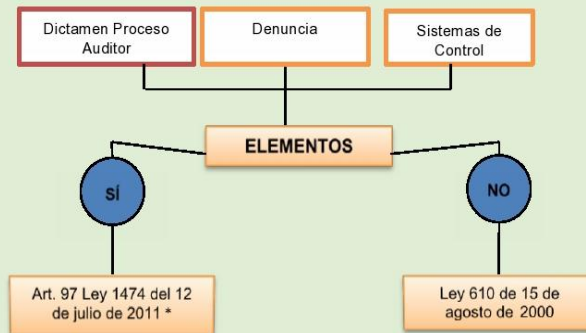 Dictamen Proceso
Auditor
Denuncia
Sistemas de
Control
ELEMENTOS
SÍ
NO
Art. 97 Ley 1474 del 12
de julio de 2011 *
Ley 610 de 15 de
agosto de 2000